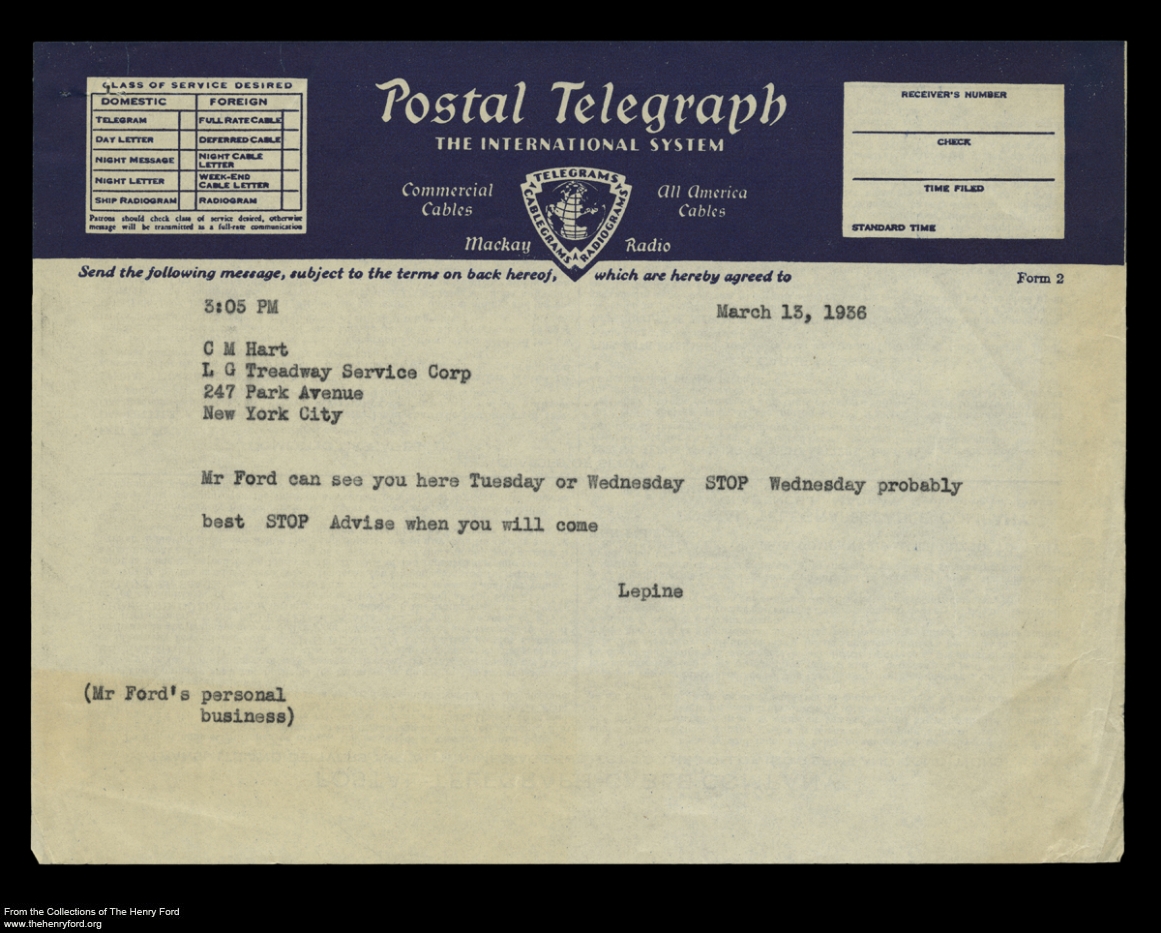 CLASS OF SERVICE DESIRED
DOMESTIC FOREIGN
TELEGRAM FULL RATE CABLE
DAY LETTER DEFERRED CABLE
NIGHT MESSAGE NIGHT CABLE LETTER
NIGHT LETTER WEEK-END CABLE LETTER
SHIP RADIOGRAM RADIOGRAM
Patrons should check class of service desired, otherwise
message will be transmitted as a full-rate communication
Postal Telegraph
THE INTERNATIONAL SYSTEM
Commercial
Cables
All America
Cables
TELEGRAMS
CABLEGRAMS
RADIOGRAMS
Mackay Radio
RECEIVER'S NUMBER
CHECK
TIME FILED
STANDARD TIME
Send the following message, subject to the terms on back hereof, which are hereby agreed to
Form 2
3:05 PM
March 13, 1936
C M Hart
L G Treadway Service Corp
247 Park Avenue
New York City
Mr Ford can see you here Tuesday or Wednesday STOP Wednesday probably
best STOP Advise when you will come
Lepine
(Mr Ford's personal
business)
From the Collections of The Henry Ford
www.thehenryford.org